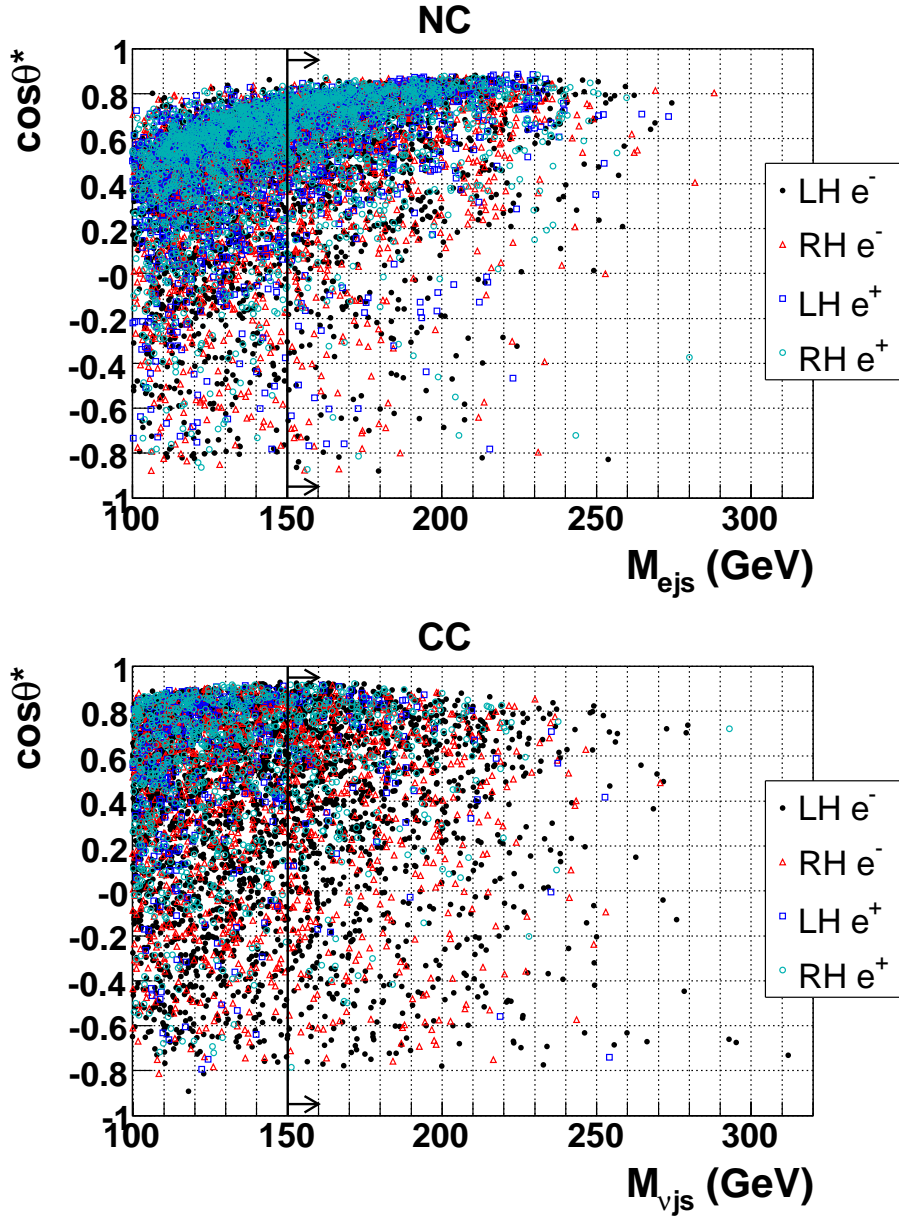 NC
cosθ*
1
0.8
0.6
0.4
0.2
-0
-0.2
-0.4
-0.6
-0.8
-1
100 150 200 250 300
M_ejs (GeV)
LH e⁻
RH e⁻
LH e⁺
RH e⁺
CC
cosθ*
1
0.8
0.6
0.4
0.2
-0
-0.2
-0.4
-0.6
-0.8
-1
100 150 200 250 300
M_νjs (GeV)
LH e⁻
RH e⁻
LH e⁺
RH e⁺